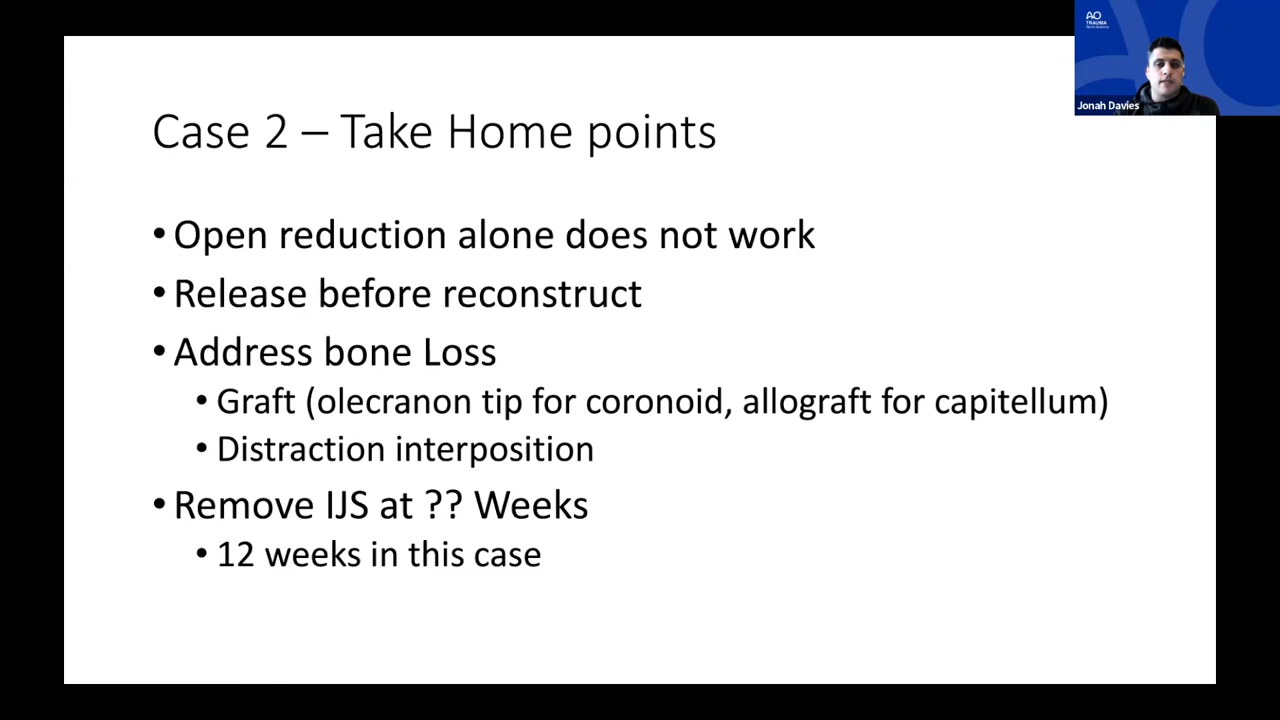 AO
TRAUMA
North America
Jonah Davies
Case 2 – Take Home points
• Open reduction alone does not work
• Release before reconstruct
• Address bone Loss
• Graft (olecranon tip for coronoid, allograft for capitellum)
• Distraction interposition
• Remove IJS at ?? Weeks
• 12 weeks in this case